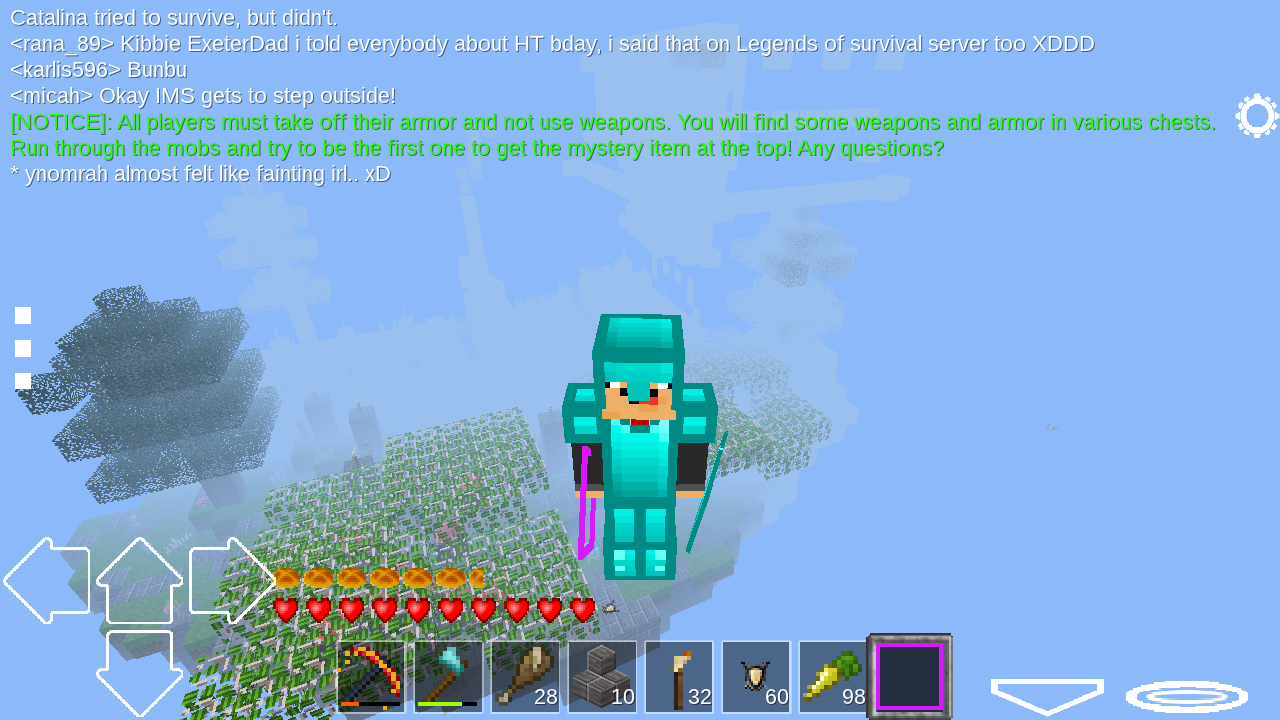 Catalina tried to survive, but didn't.
<rana_89> Kibbie ExeterDad i told everybody about HT bday, i said that on Legends of survival server too XDDD
<karlis596> Bunbu
<micah> Okay IMS gets to step outside!
[NOTICE]: All players must take off their armor and not use weapons. You will find some weapons and armor in various chests.
Run through the mobs and try to be the first one to get the mystery item at the top! Any questions?
* ynomrah almost felt like fainting irl.. xD
28 10 32 60 98